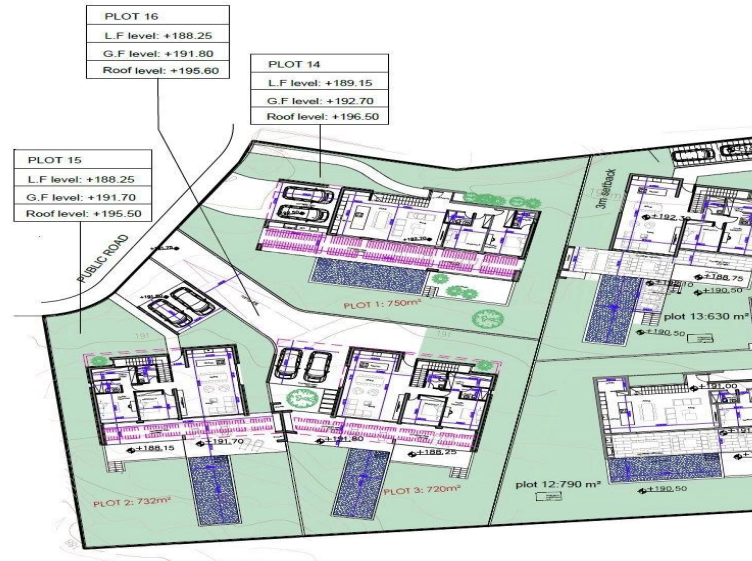 PLOT 16
L.F level: +188.25
G.F level: +191.80
Roof level: +195.60
PLOT 14
L.F level: +189.15
G.F level: +192.70
Roof level: +196.50
PLOT 15
L.F level: +188.25
G.F level: +191.70
Roof level: +195.50
PUBLIC ROAD
3m setback
PLOT 1: 750m²
+188.75
+190.50
plot 13:630 m²
+190.50
191
191
+191.00
+188.15
+191.70
+191.80
+188.25
PLOT 2: 732m²
PLOT 3: 720m²
plot 12:790 m²
+190.50